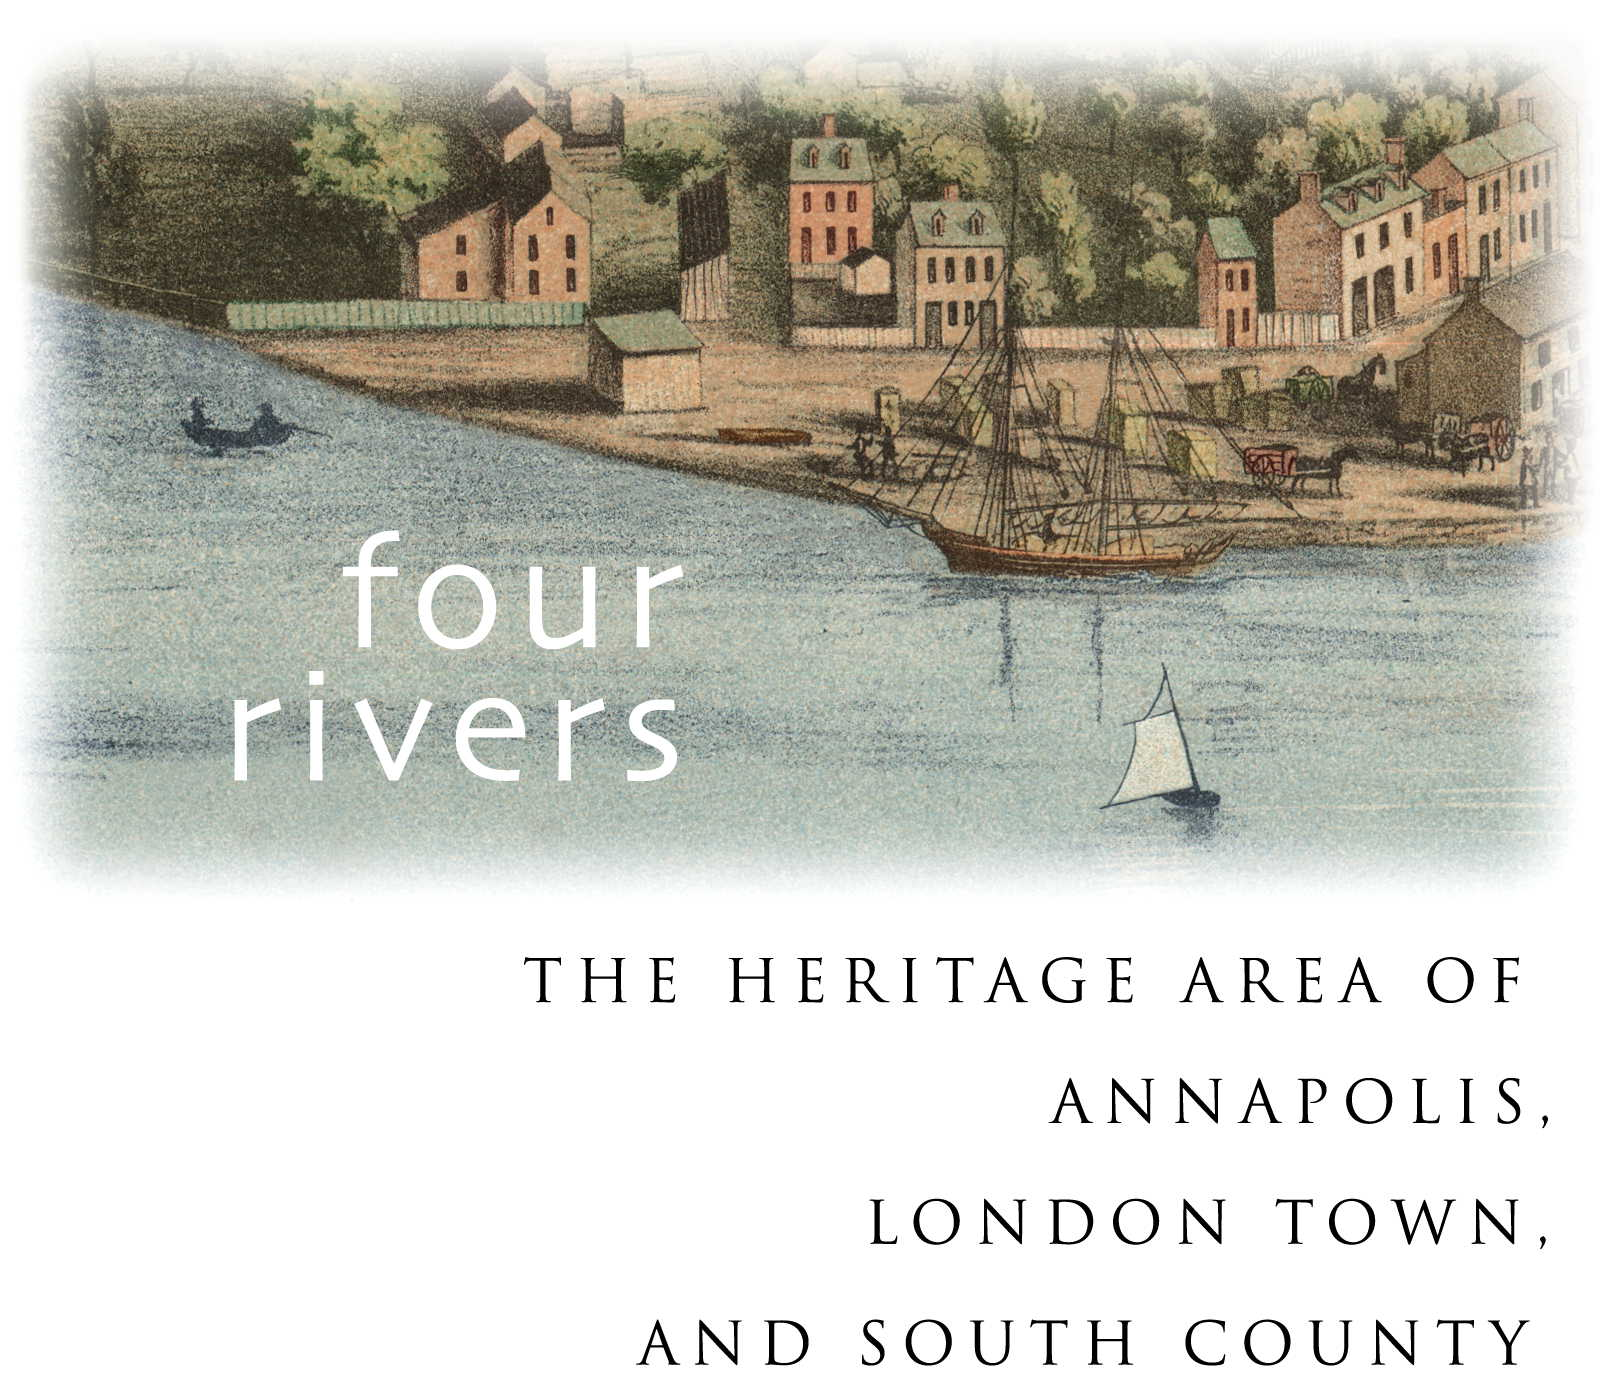 four
rivers
THE HERITAGE AREA OF
ANNAPOLIS,
LONDON TOWN,
AND SOUTH COUNTY